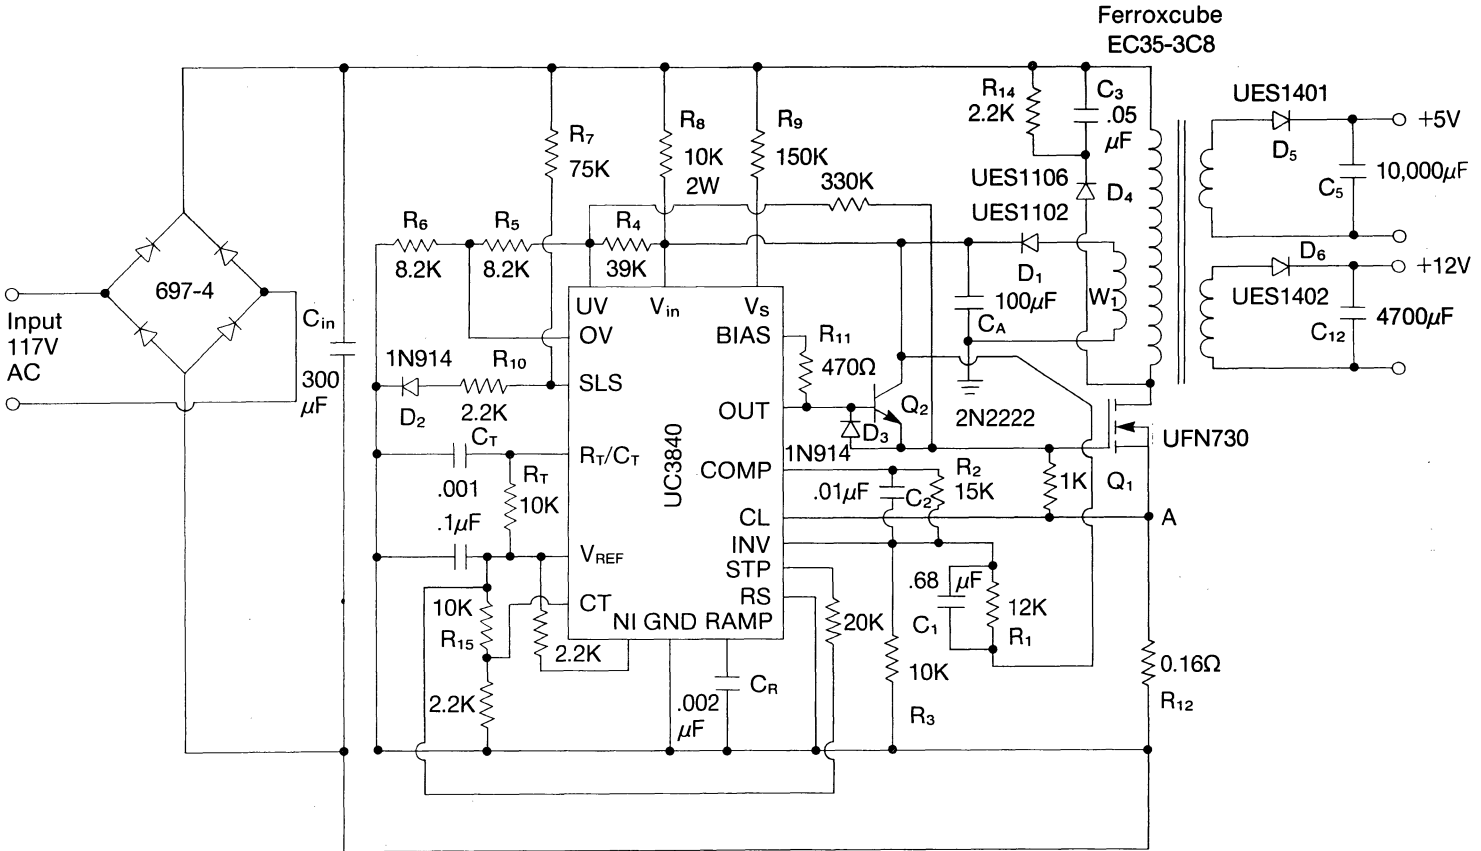 Ferroxcube
EC35-3C8
R14
2.2K
C3
.05
μF
UES1401
D5
+5V
10,000μF
C5
R7
75K
R8
10K
2W
R9
150K
330K
UES1106
D4
UES1102
D1
W1
R6
8.2K
R5
8.2K
R4
39K
697-4
Input
117V
AC
Cin
300
μF
100μF
CA
D6
+12V
UES1402
C12
4700μF
UV
Vin
VS
OV
BIAS
R11
470Ω
1N914
D2
R10
2.2K
SLS
OUT
Q2
2N2222
D3
1N914
UFN730
Q1
CT
.001
RT
10K
RT/CT
UC3840
COMP
.01μF
C2
R2
15K
1K
CL
A
.1μF
VREF
INV
STP
RS
.68 μF
C1
12K
R1
10K
R15
CT
NI GND RAMP
20K
2.2K
2.2K
.002
μF
CR
10K
R3
0.16Ω
R12